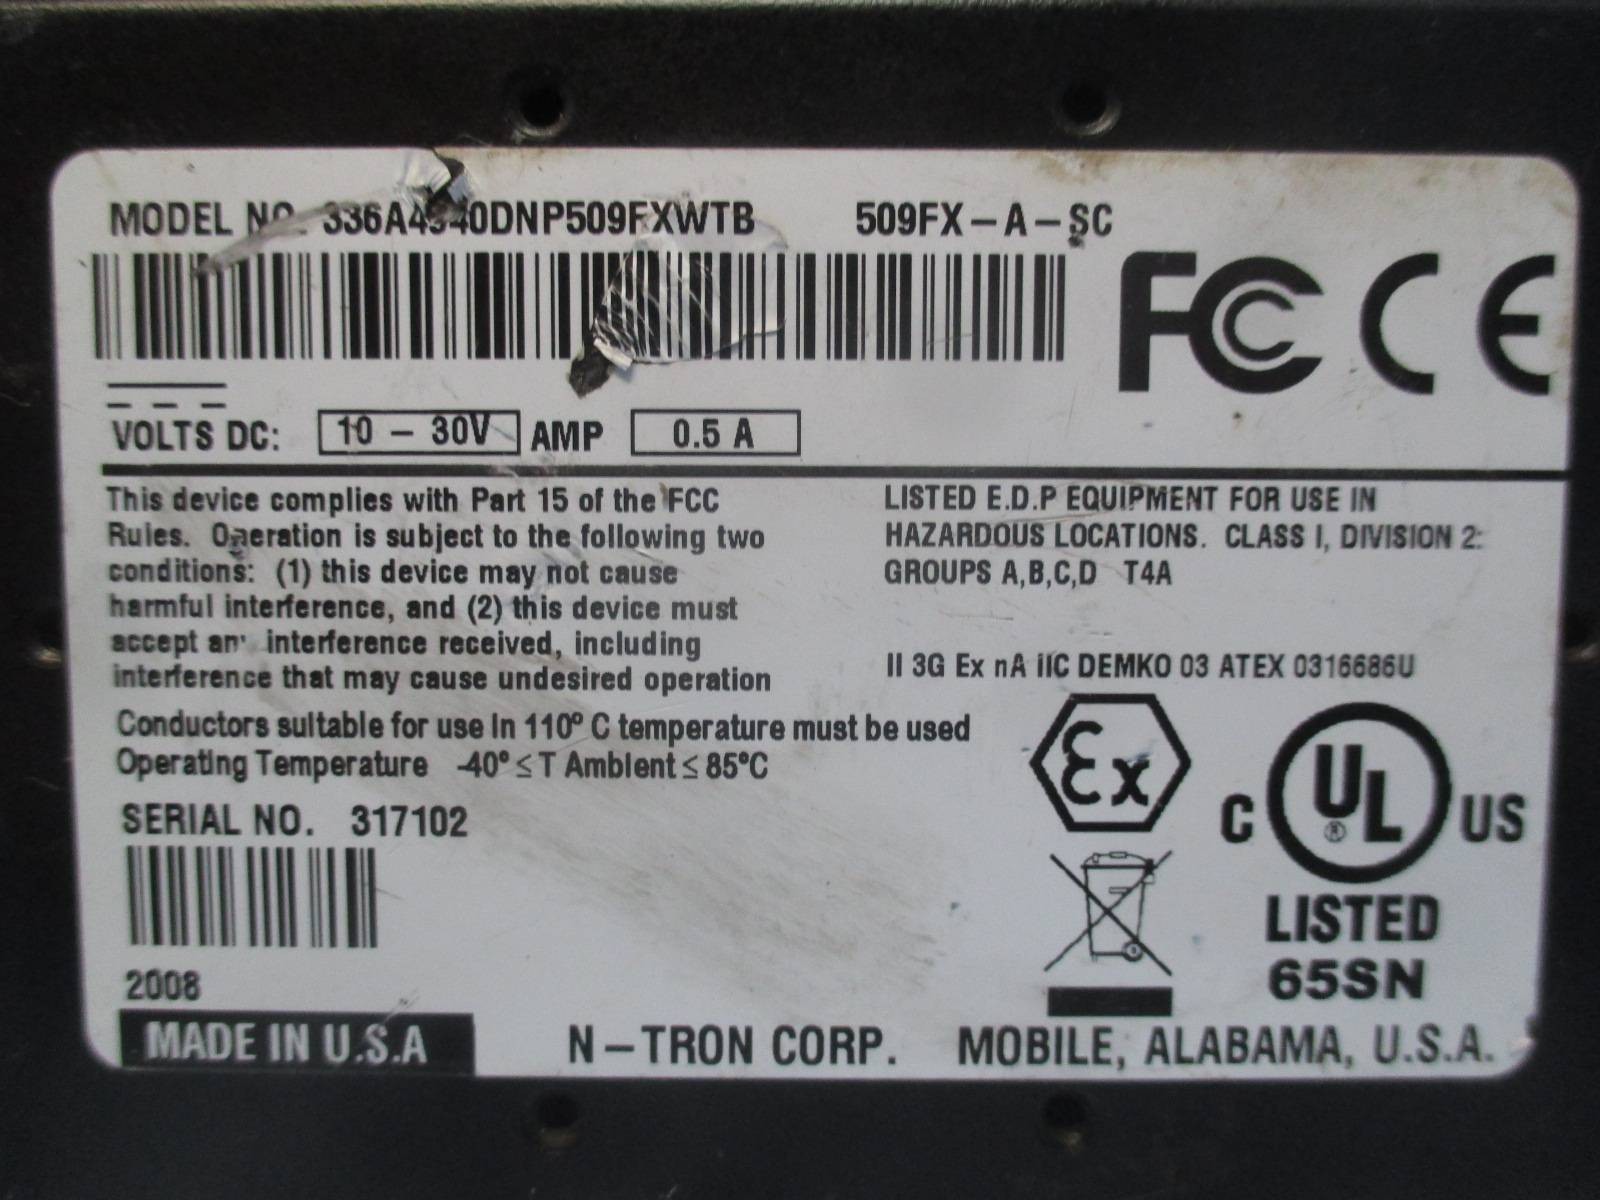 MODEL NO. 509FX-A-SC
FC CE
VOLTS DC: 10 - 30V AMP 0.5 A
This device complies with Part 15 of the FCC
Rules. Operation is subject to the following two
conditions: (1) this device may not cause
harmful interference, and (2) this device must
accept any interference received, including
interference that may cause undesired operation
LISTED E.D.P EQUIPMENT FOR USE IN
HAZARDOUS LOCATIONS. CLASS I, DIVISION 2:
GROUPS A,B,C,D T4A
II 3G Ex nA IIC DEMKO 03 ATEX 0316686U
Conductors suitable for use in 110° C temperature must be used
Operating Temperature -40° ≤ T Ambient ≤ 85°C
Ex
C UL ® US
LISTED
65SN
SERIAL NO. 317102
2008
MADE IN U.S.A
N-TRON CORP. MOBILE, ALABAMA, U.S.A.